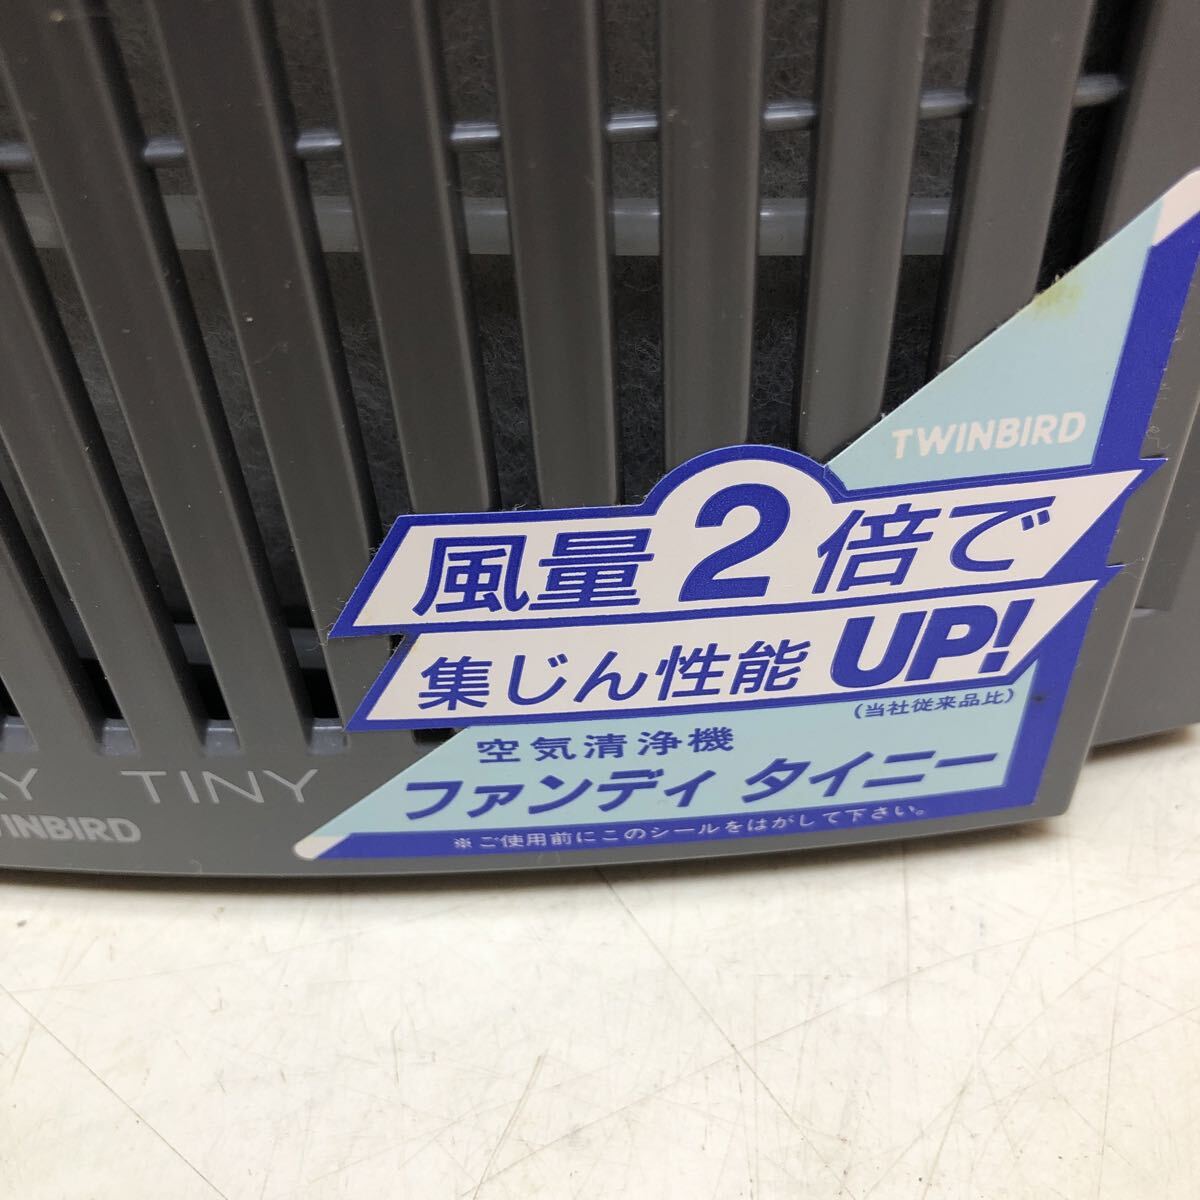 TWINBIRD
風量2倍で
集じん性能UP!
(当社従来品比)
空気清浄機
ファンディ タイニー
※ご使用前にこのシールをはがして下さい。
TINY